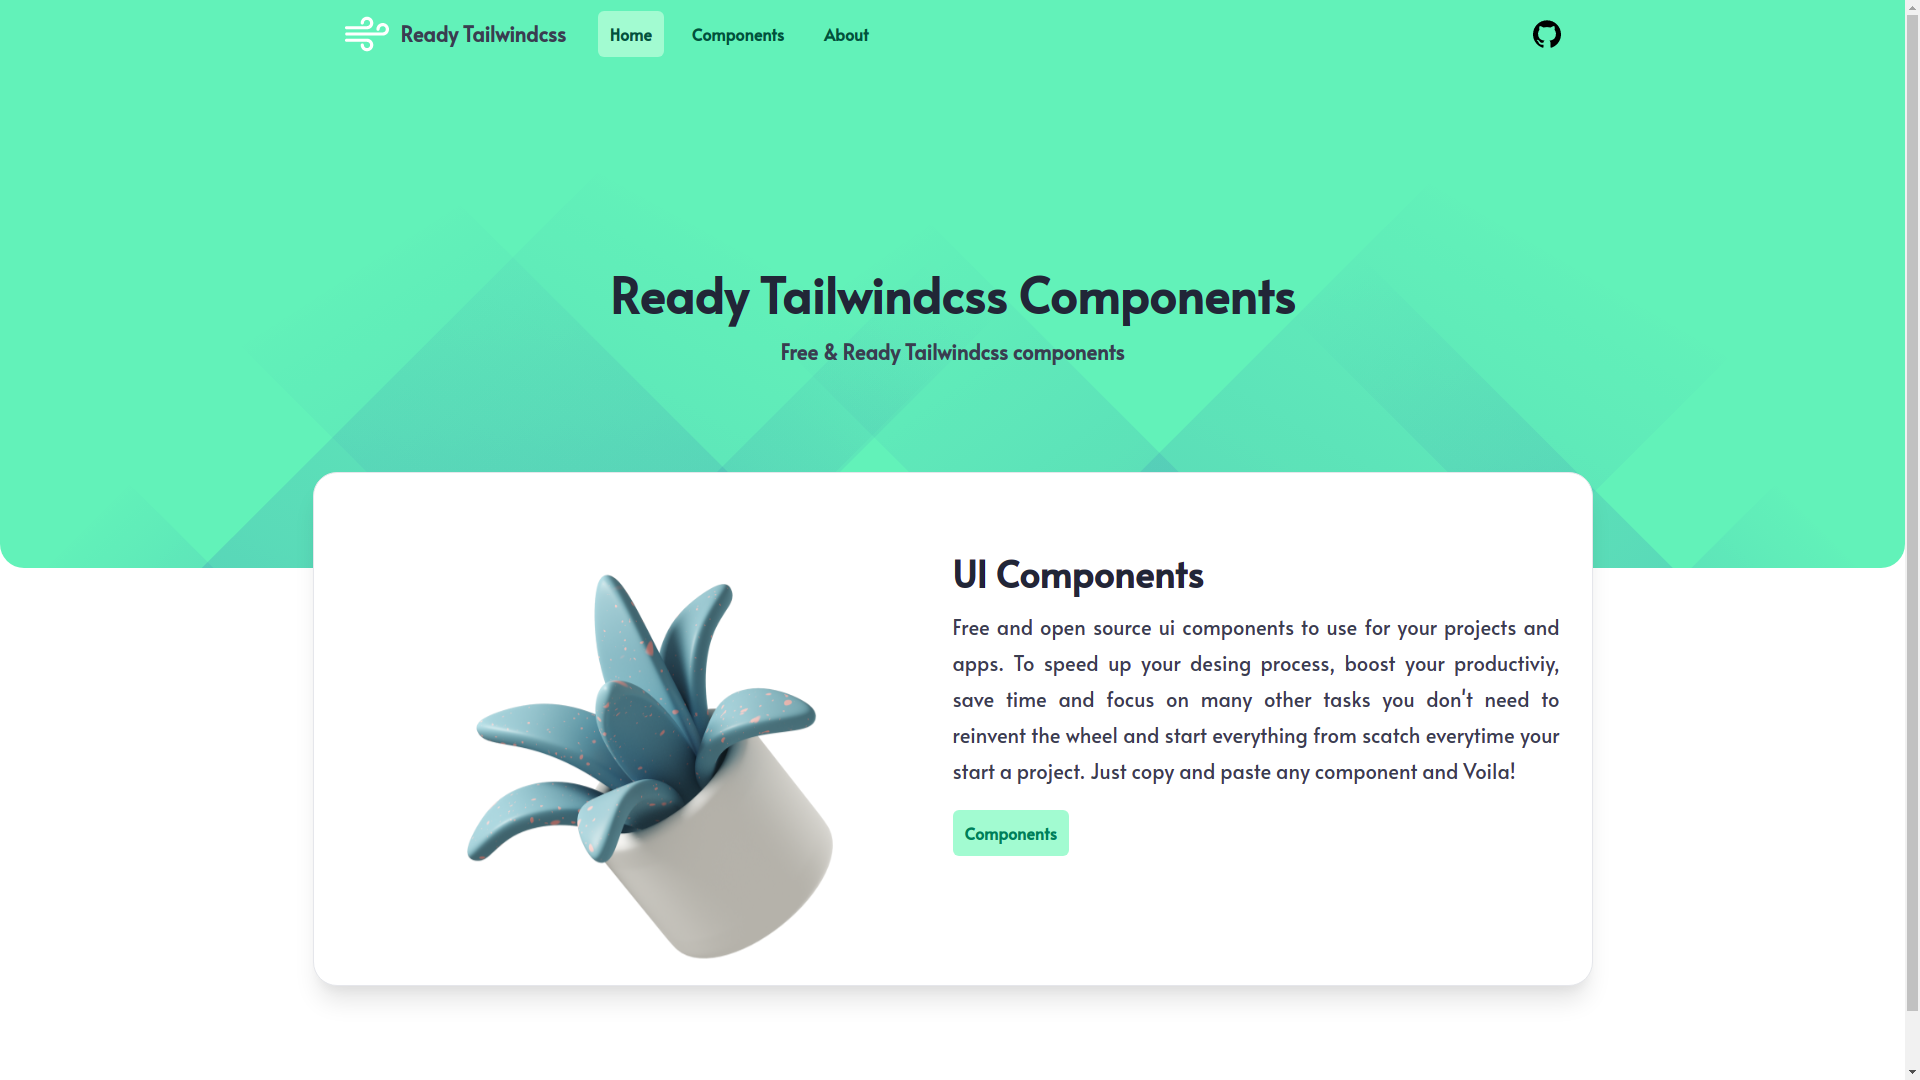 Ready Tailwindcss
Home
Components
About
Ready Tailwindcss Components
Free & Ready Tailwindcss components
UI Components
Free and open source ui components to use for your projects and
apps. To speed up your desing process, boost your productiviy,
save time and focus on many other tasks you don't need to
reinvent the wheel and start everything from scatch everytime your
start a project. Just copy and paste any component and Voila!
Components